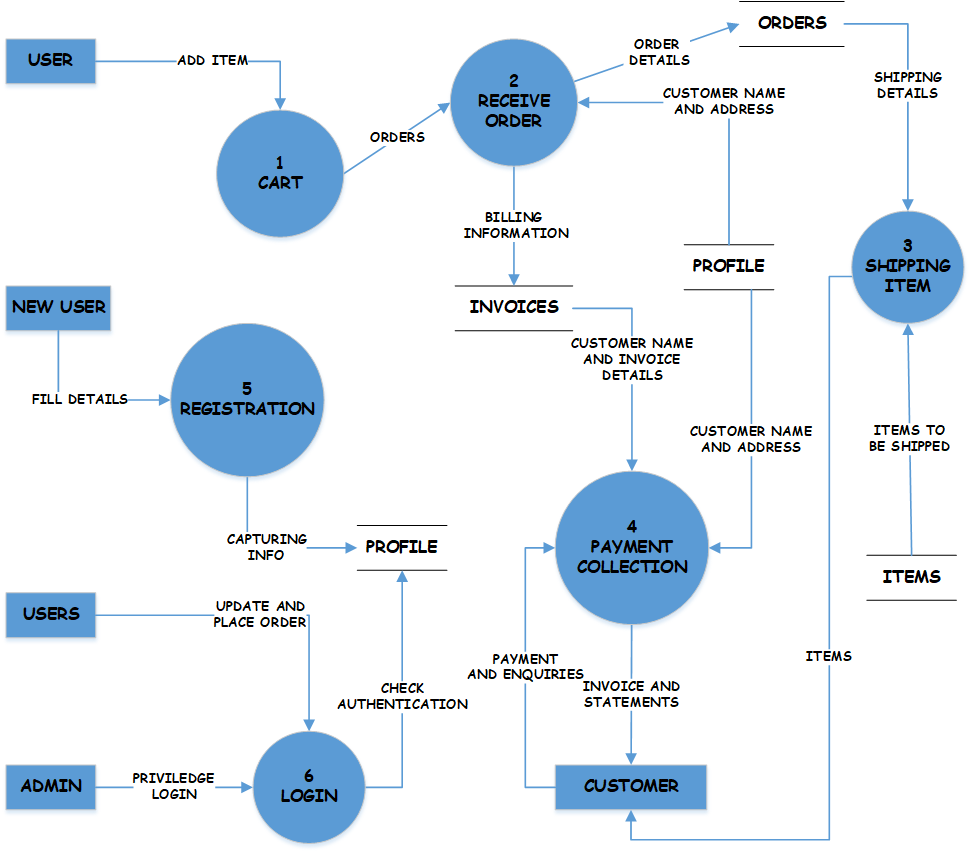 USER
ADD ITEM
1
CART
ORDERS
2
RECEIVE
ORDER
ORDER
DETAILS
ORDERS
CUSTOMER NAME
AND ADDRESS
SHIPPING
DETAILS
BILLING
INFORMATION
PROFILE
3
SHIPPING
ITEM
INVOICES
NEW USER
FILL DETAILS
5
REGISTRATION
CUSTOMER NAME
AND INVOICE
DETAILS
CUSTOMER NAME
AND ADDRESS
ITEMS TO
BE SHIPPED
CAPTURING
INFO
PROFILE
4
PAYMENT
COLLECTION
ITEMS
USERS
UPDATE AND
PLACE ORDER
CHECK
AUTHENTICATION
PAYMENT
AND ENQUIRIES
INVOICE AND
STATEMENTS
ITEMS
ADMIN
PRIVILEDGE
LOGIN
6
LOGIN
CUSTOMER